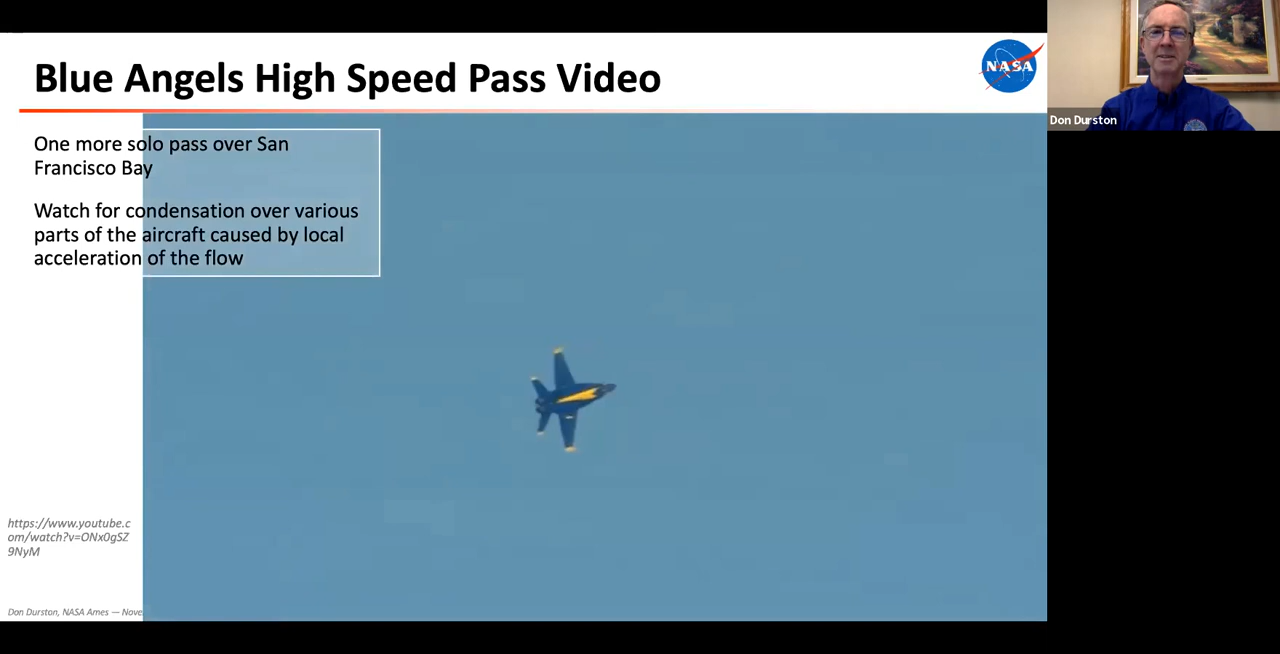 Blue Angels High Speed Pass Video
NASA
Don Durston
One more solo pass over San
Francisco Bay
Watch for condensation over various
parts of the aircraft caused by local
acceleration of the flow
https://www.youtube.c
om/watch?v=ONx0gSZ
9NyM
Don Durston, NASA Ames — Nove